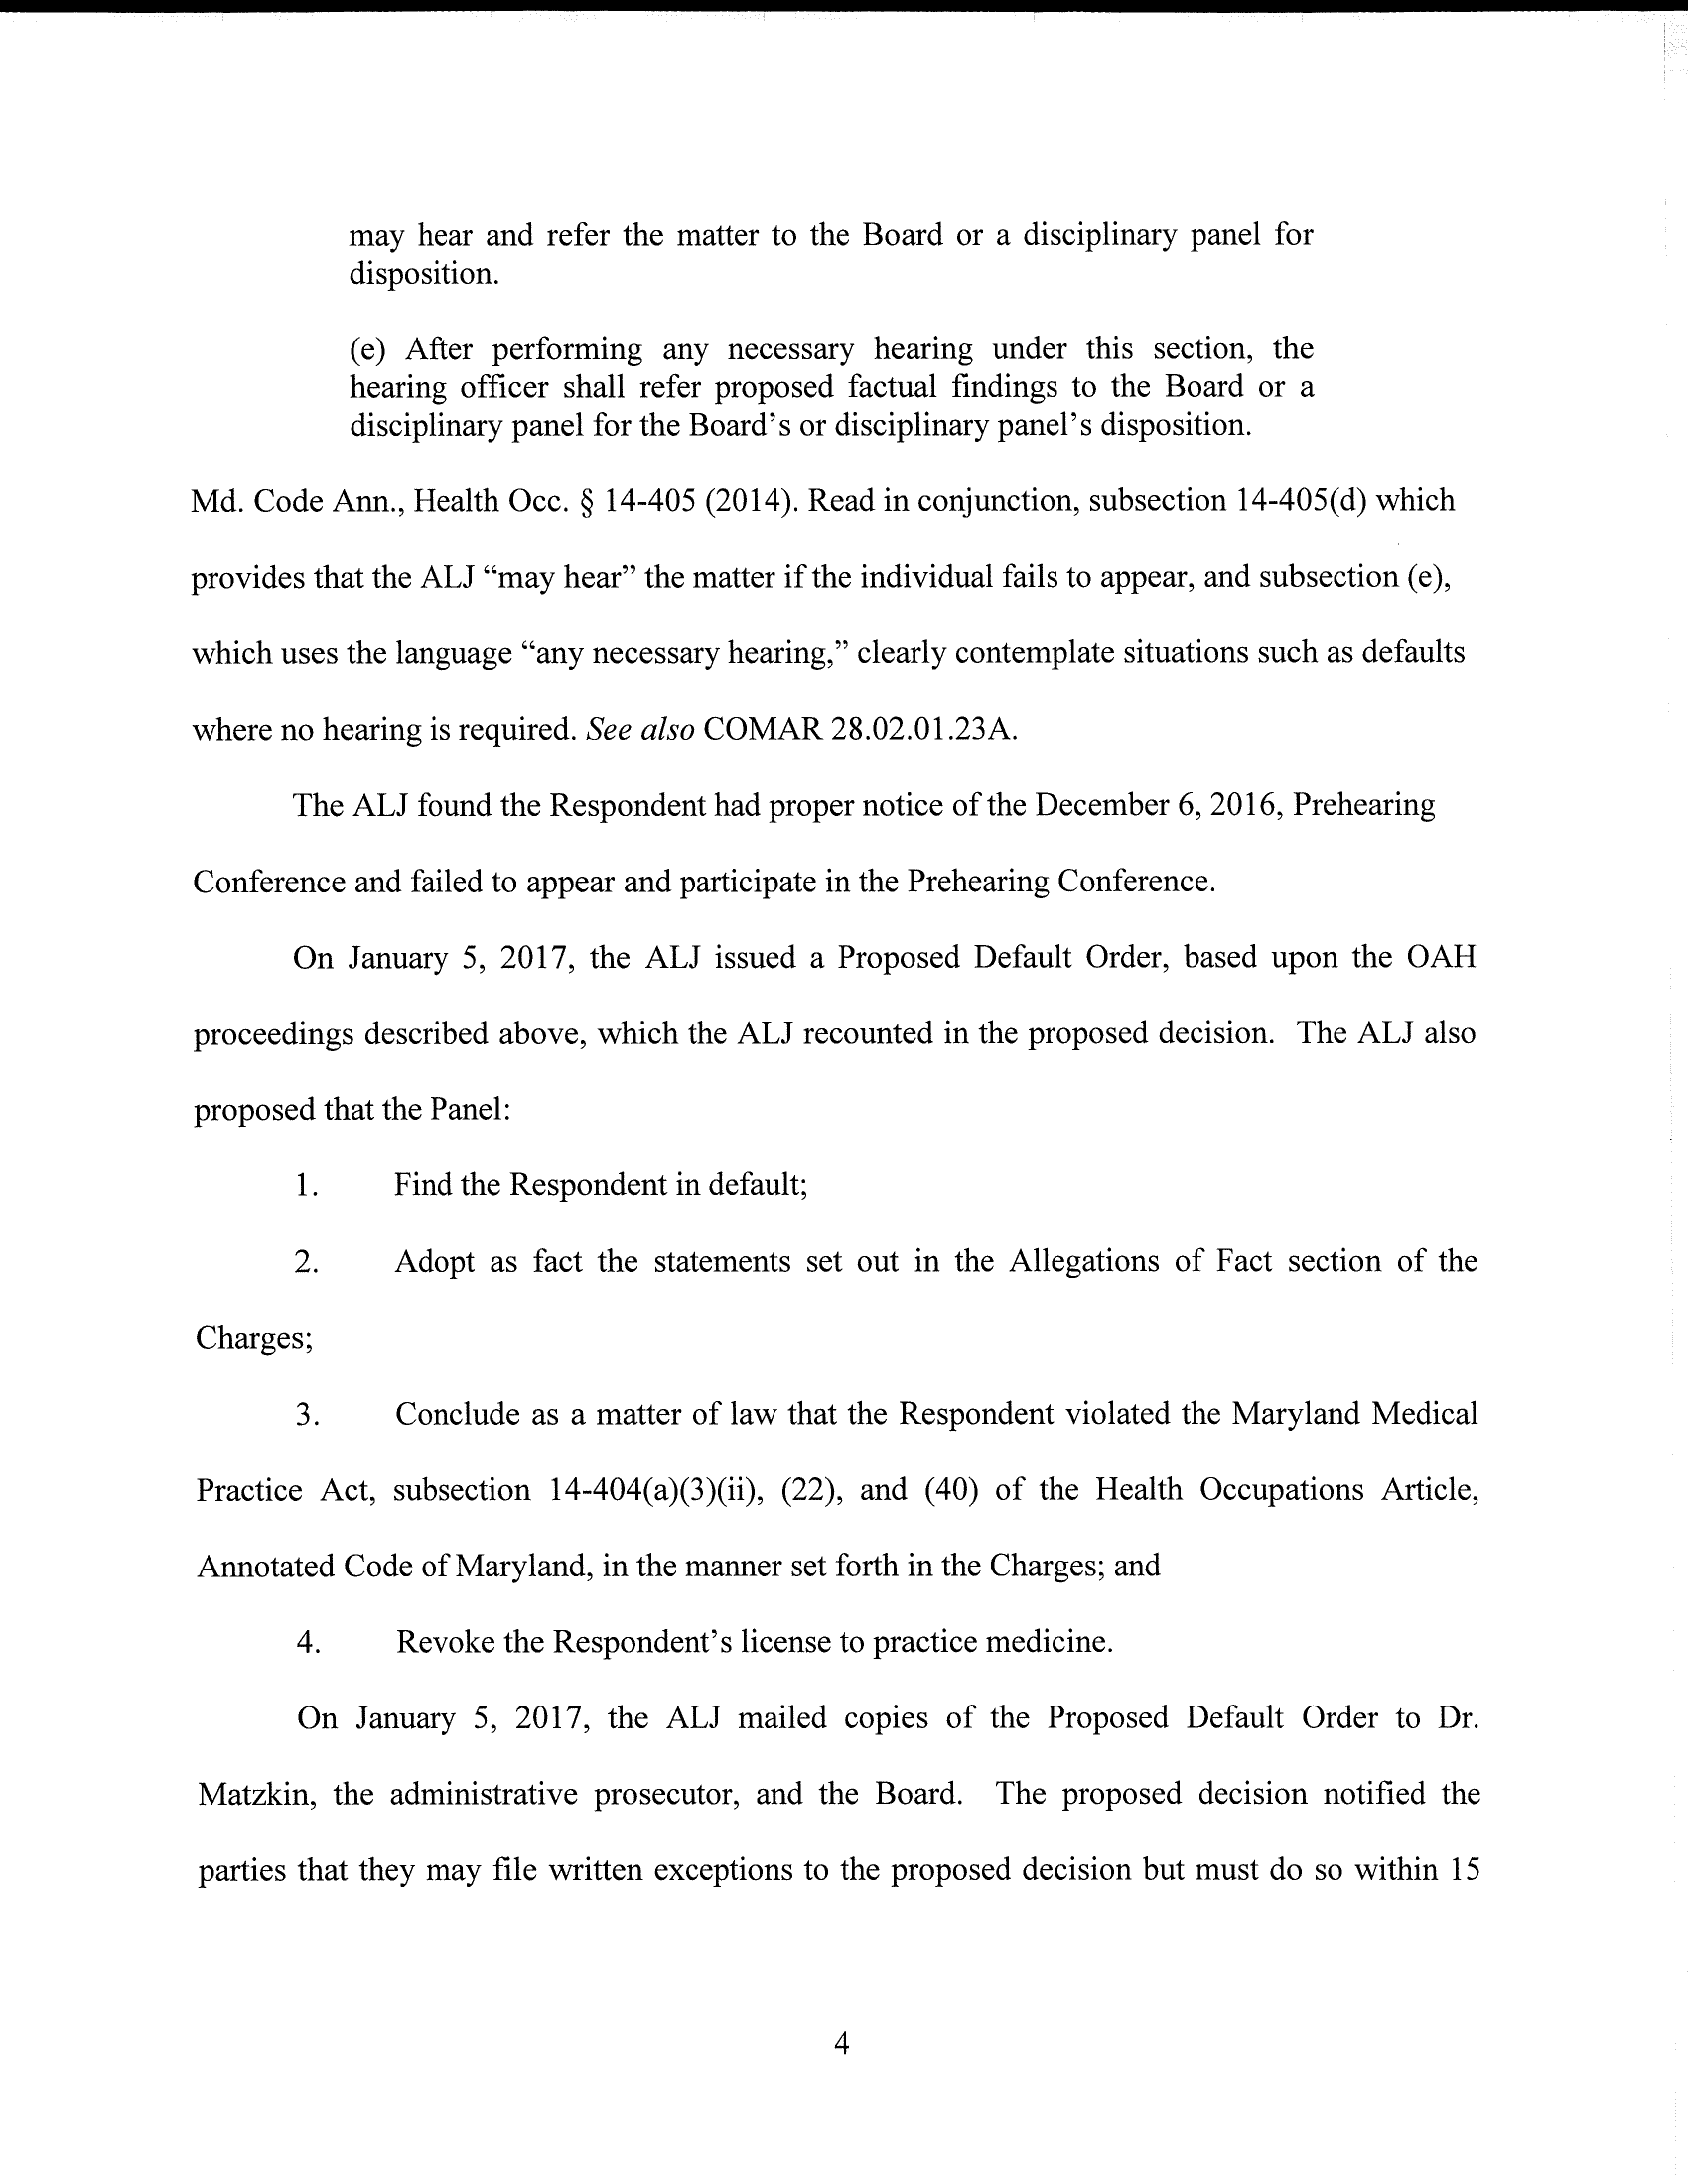 may hear and refer the matter to the Board or a disciplinary panel for
disposition.
(e) After performing any necessary hearing under this section, the
hearing officer shall refer proposed factual findings to the Board or a
disciplinary panel for the Board's or disciplinary panel's disposition.
Md. Code Ann., Health Occ. § 14-405 (2014). Read in conjunction, subsection 14-405(d) which
provides that the ALJ “may hear” the matter if the individual fails to appear, and subsection (e),
which uses the language “any necessary hearing,” clearly contemplate situations such as defaults
where no hearing is required. See also COMAR 28.02.01.23A.
The ALJ found the Respondent had proper notice of the December 6, 2016, Prehearing
Conference and failed to appear and participate in the Prehearing Conference.
On January 5, 2017, the ALJ issued a Proposed Default Order, based upon the OAH
proceedings described above, which the ALJ recounted in the proposed decision. The ALJ also
proposed that the Panel:
1. Find the Respondent in default;
2. Adopt as fact the statements set out in the Allegations of Fact section of the
Charges;
3. Conclude as a matter of law that the Respondent violated the Maryland Medical
Practice Act, subsection 14-404(a)(3)(ii), (22), and (40) of the Health Occupations Article,
Annotated Code of Maryland, in the manner set forth in the Charges; and
4. Revoke the Respondent's license to practice medicine.
On January 5, 2017, the ALJ mailed copies of the Proposed Default Order to Dr.
Matzkin, the administrative prosecutor, and the Board. The proposed decision notified the
parties that they may file written exceptions to the proposed decision but must do so within 15
4